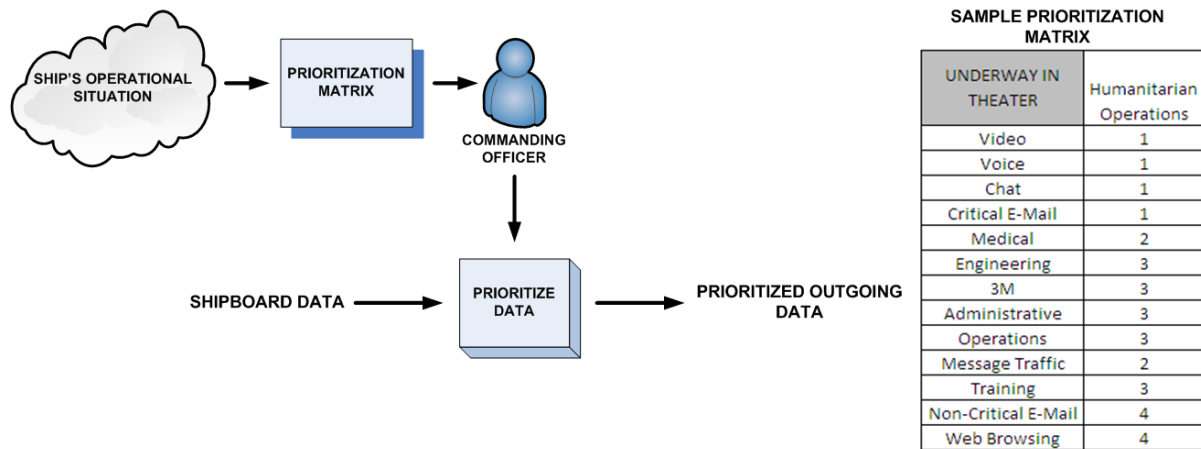 SHIP'S OPERATIONAL
SITUATION
PRIORITIZATION
MATRIX
COMMANDING
OFFICER
SHIPBOARD DATA
PRIORITIZE
DATA
PRIORITIZED OUTGOING
DATA
SAMPLE PRIORITIZATION
MATRIX
UNDERWAY IN
THEATER
Humanitarian
Operations
Video 1
Voice 1
Chat 1
Critical E-Mail 1
Medical 2
Engineering 3
3M 3
Administrative 3
Operations 3
Message Traffic 2
Training 3
Non-Critical E-Mail 4
Web Browsing 4